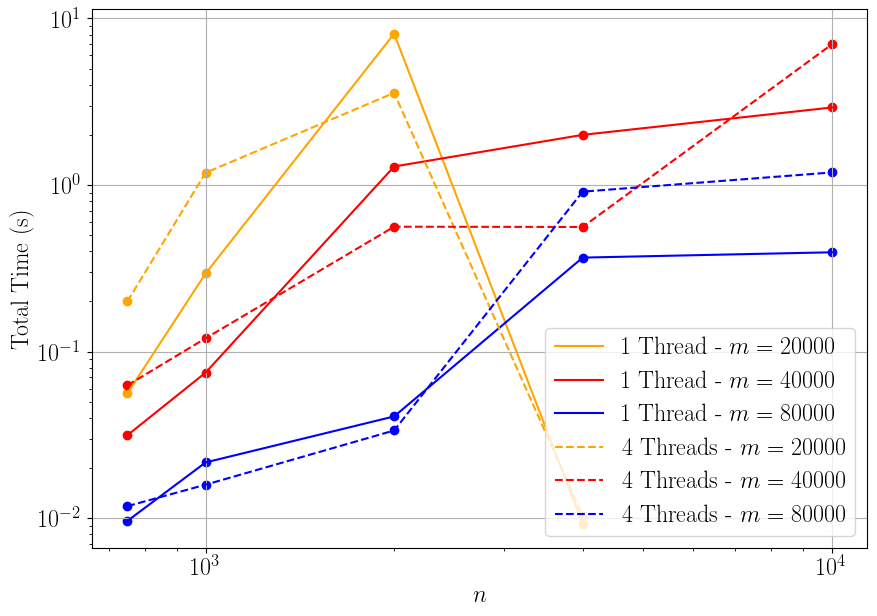 10^1
10^0
10^{-1}
10^{-2}
Total Time (s)
1 Thread - m = 20000
1 Thread - m = 40000
1 Thread - m = 80000
4 Threads - m = 20000
4 Threads - m = 40000
4 Threads - m = 80000
10^3
10^4
n